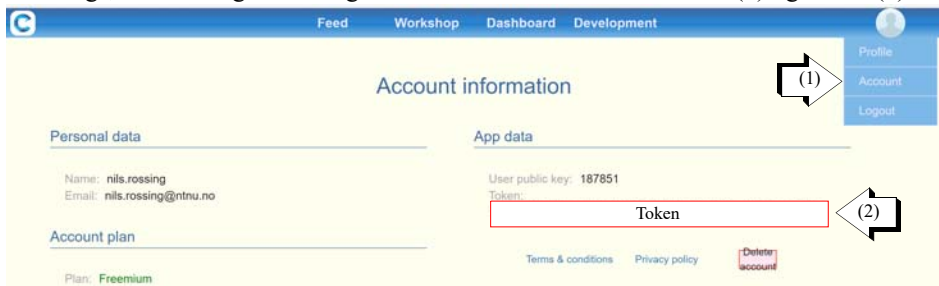 C
Feed Workshop Dashboard Development
Profile
Account
Logout
(1)
Account information
Personal data
Name: nils.rossing
Email: nils.rossing@ntnu.no
Account plan
Plan: Freemium
App data
User public key: 187851
Token:
Token
(2)
Terms & conditions Privacy policy
Delete
account